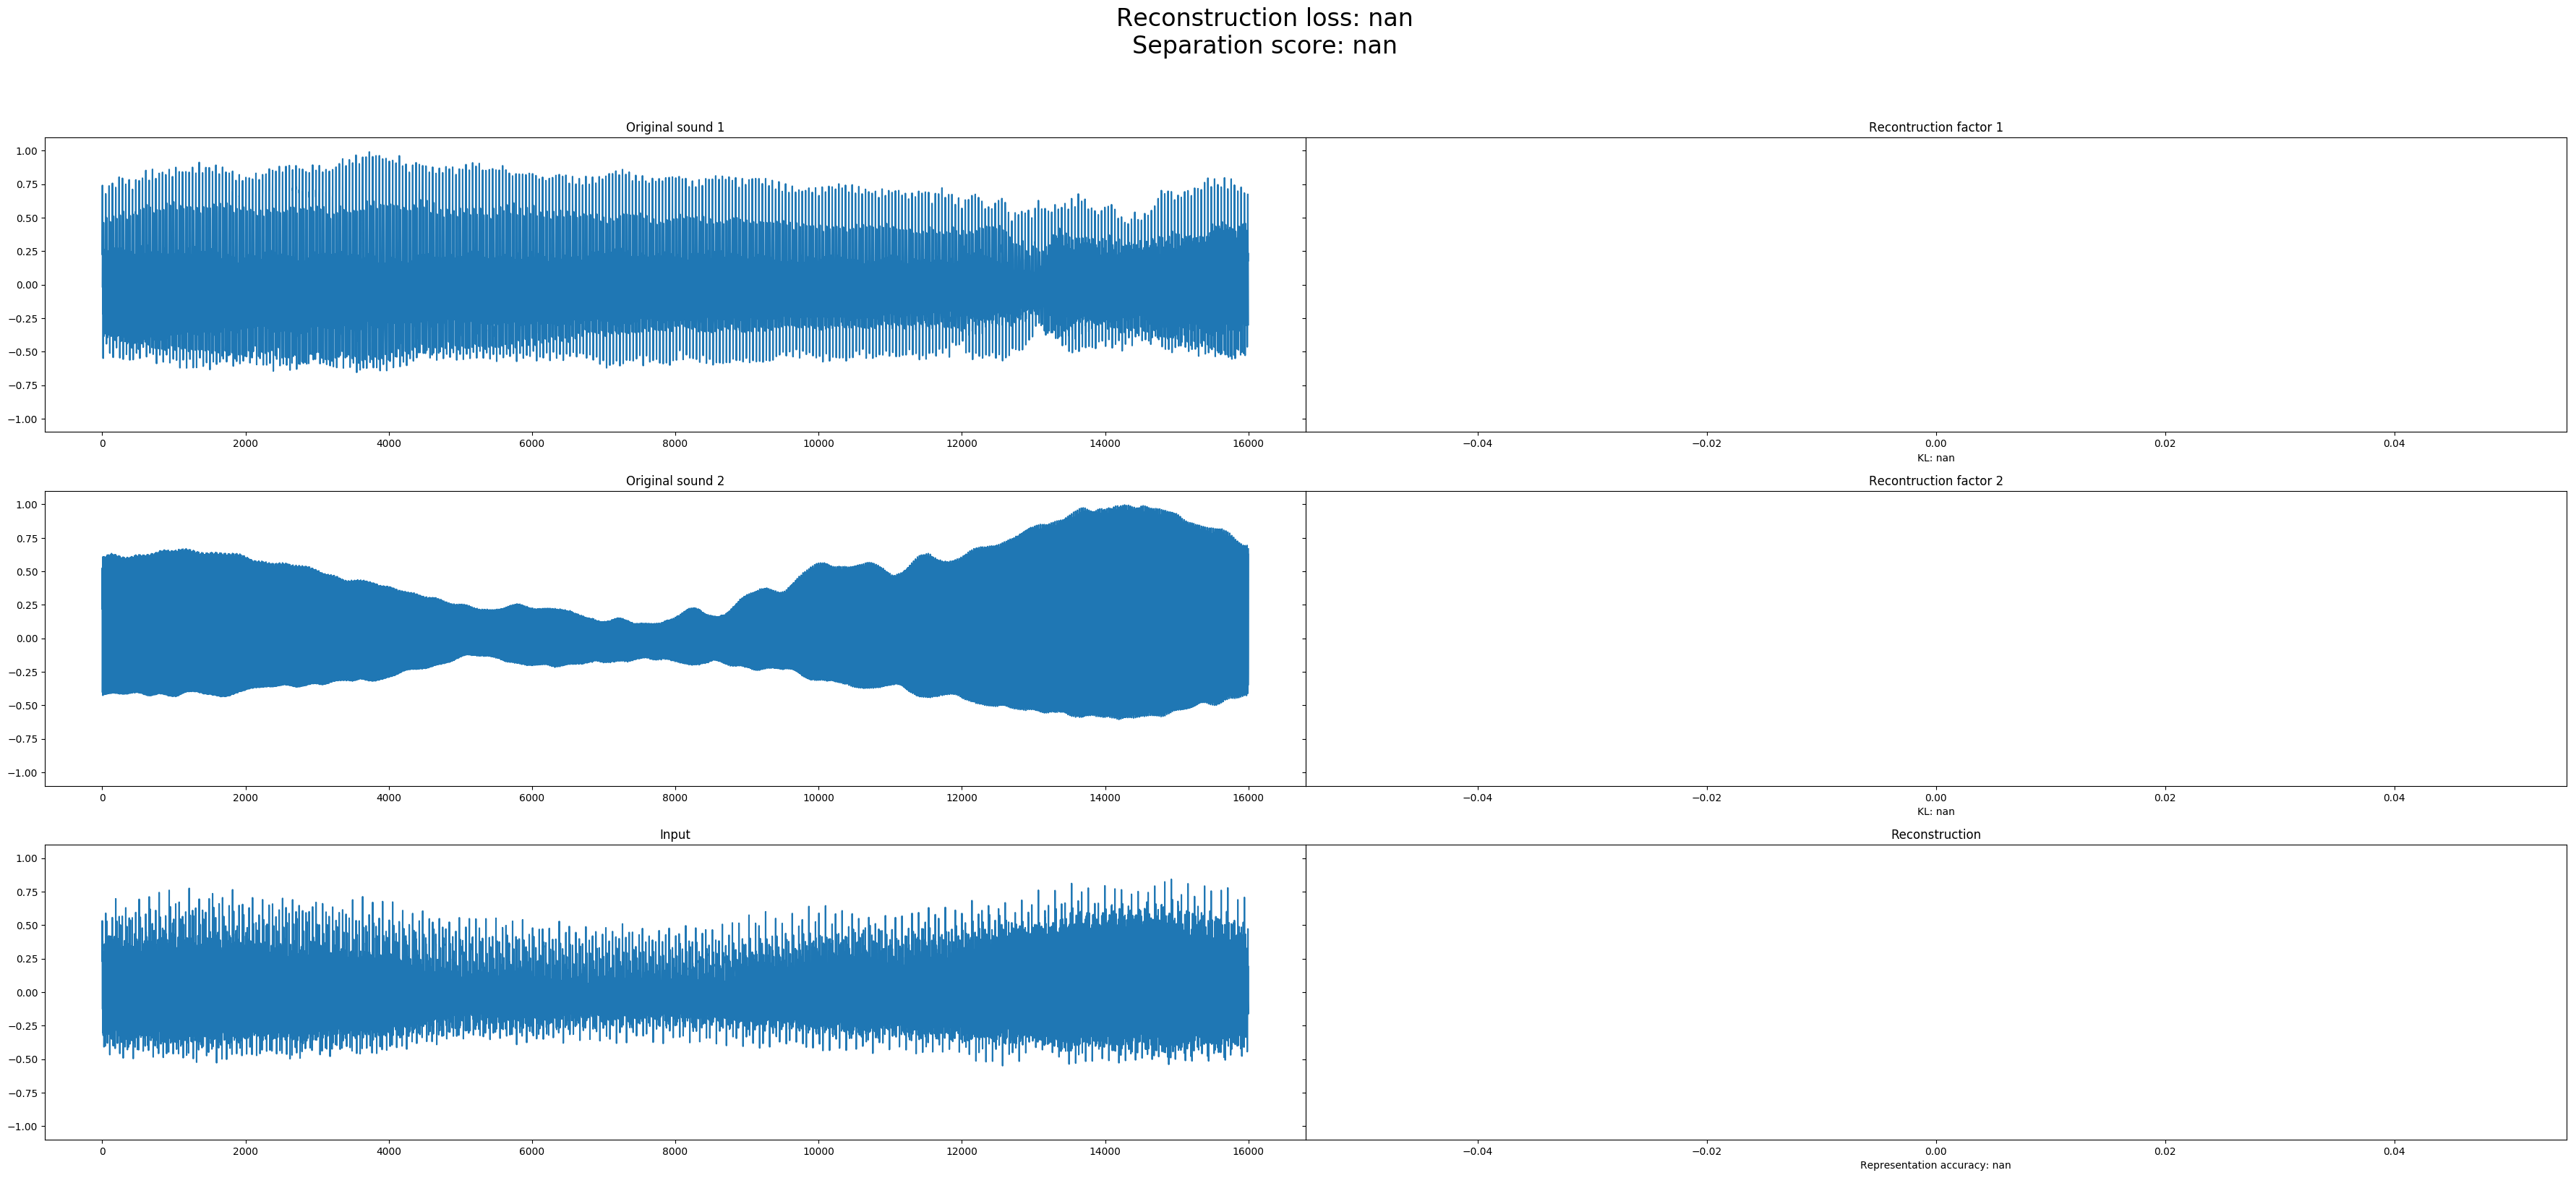 Reconstruction loss: nan
Separation score: nan
Original sound 1
Recontruction factor 1
1.00
0.75
0.50
0.25
0.00
−0.25
−0.50
−0.75
−1.00
0 2000 4000 6000 8000 10000 12000 14000 16000
−0.04 −0.02 0.00 0.02 0.04
KL: nan
Original sound 2
Recontruction factor 2
1.00
0.75
0.50
0.25
0.00
−0.25
−0.50
−0.75
−1.00
0 2000 4000 6000 8000 10000 12000 14000 16000
−0.04 −0.02 0.00 0.02 0.04
KL: nan
Input
Reconstruction
1.00
0.75
0.50
0.25
0.00
−0.25
−0.50
−0.75
−1.00
0 2000 4000 6000 8000 10000 12000 14000 16000
−0.04 −0.02 0.00 0.02 0.04
Representation accuracy: nan